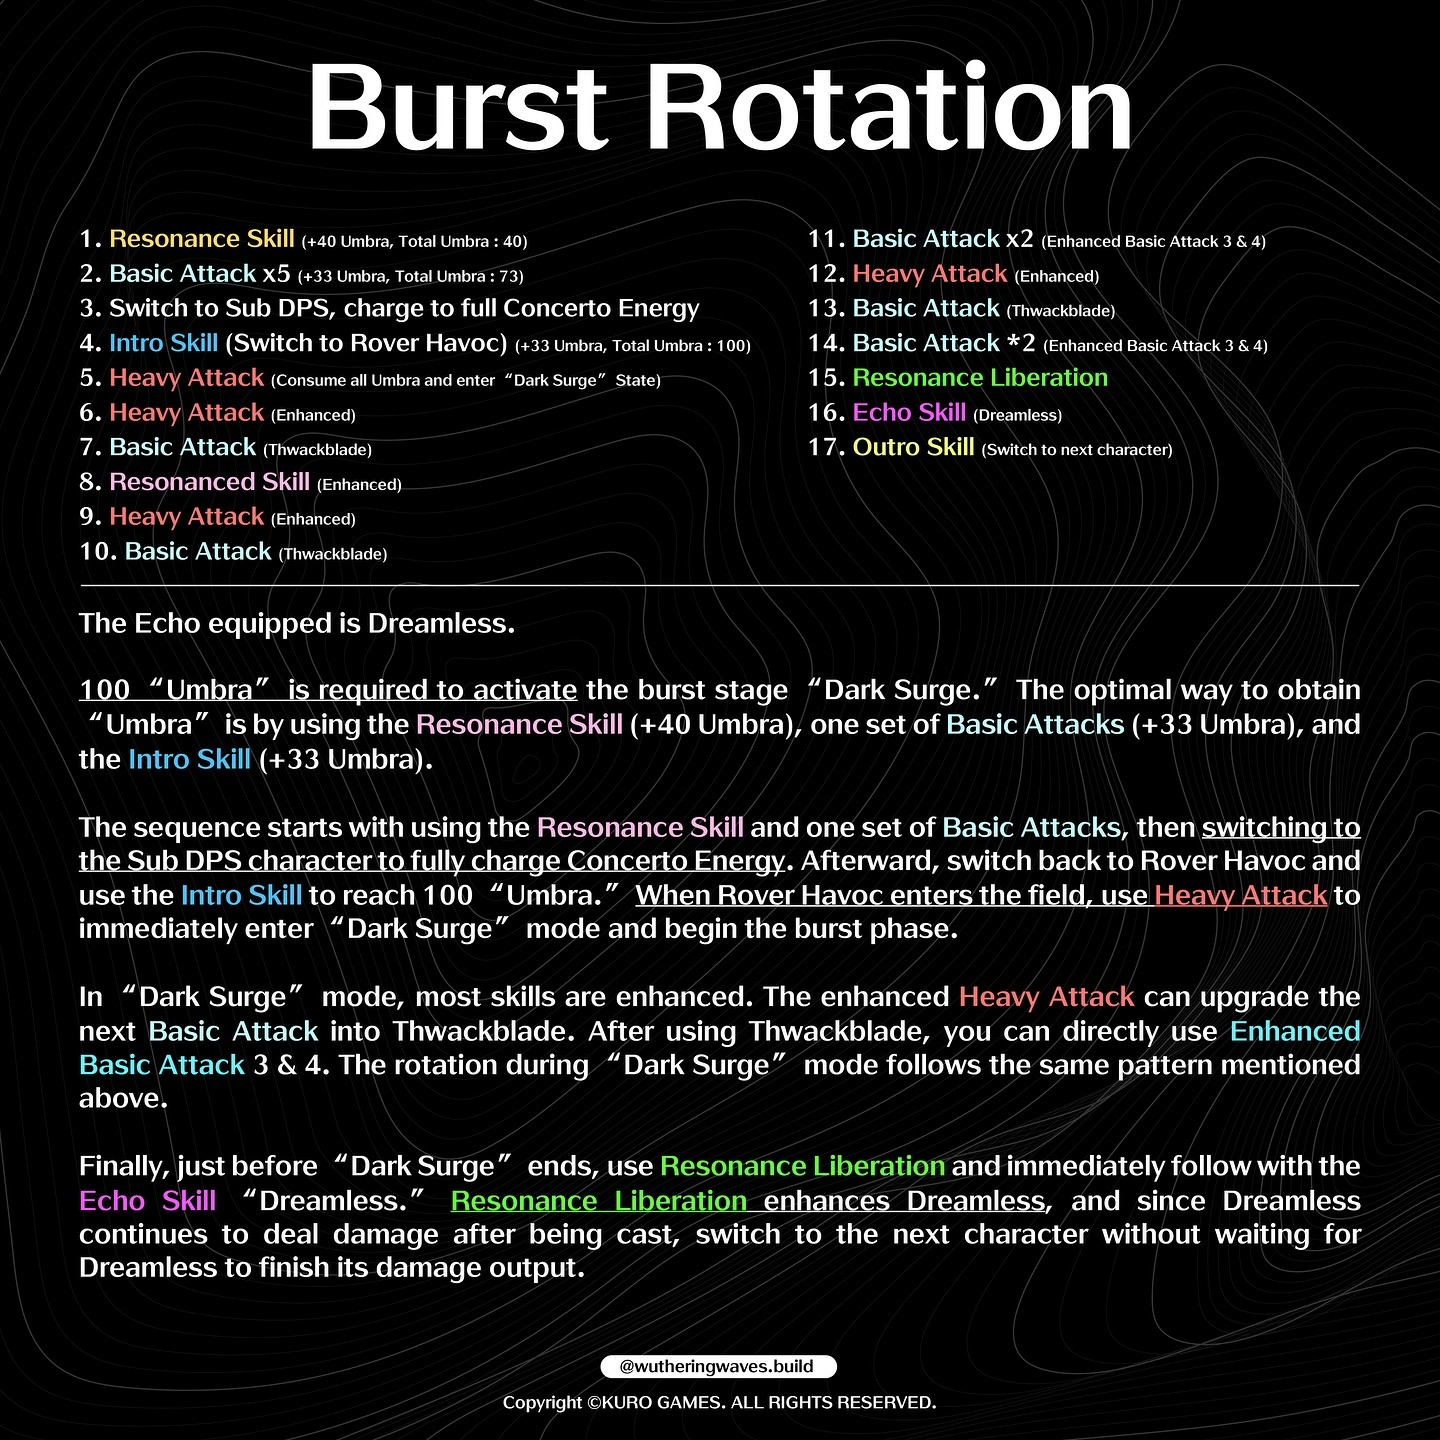 Burst Rotation
1. Resonance Skill (+40 Umbra, Total Umbra : 40)
2. Basic Attack x5 (+33 Umbra, Total Umbra : 73)
3. Switch to Sub DPS, charge to full Concerto Energy
4. Intro Skill (Switch to Rover Havoc) (+33 Umbra, Total Umbra : 100)
5. Heavy Attack (Consume all Umbra and enter “Dark Surge” State)
6. Heavy Attack (Enhanced)
7. Basic Attack (Thwackblade)
8. Resonanced Skill (Enhanced)
9. Heavy Attack (Enhanced)
10. Basic Attack (Thwackblade)
11. Basic Attack x2 (Enhanced Basic Attack 3 & 4)
12. Heavy Attack (Enhanced)
13. Basic Attack (Thwackblade)
14. Basic Attack *2 (Enhanced Basic Attack 3 & 4)
15. Resonance Liberation
16. Echo Skill (Dreamless)
17. Outro Skill (Switch to next character)
The Echo equipped is Dreamless.
100 “Umbra” is required to activate the burst stage “Dark Surge.” The optimal way to obtain
“Umbra” is by using the Resonance Skill (+40 Umbra), one set of Basic Attacks (+33 Umbra), and
the Intro Skill (+33 Umbra).
The sequence starts with using the Resonance Skill and one set of Basic Attacks, then switching to
the Sub DPS character to fully charge Concerto Energy. Afterward, switch back to Rover Havoc and
use the Intro Skill to reach 100 “Umbra.” When Rover Havoc enters the field, use Heavy Attack to
immediately enter “Dark Surge” mode and begin the burst phase.
In “Dark Surge” mode, most skills are enhanced. The enhanced Heavy Attack can upgrade the
next Basic Attack into Thwackblade. After using Thwackblade, you can directly use Enhanced
Basic Attack 3 & 4. The rotation during “Dark Surge” mode follows the same pattern mentioned
above.
Finally, just before “Dark Surge” ends, use Resonance Liberation and immediately follow with the
Echo Skill “Dreamless.” Resonance Liberation enhances Dreamless, and since Dreamless
continues to deal damage after being cast, switch to the next character without waiting for
Dreamless to finish its damage output.
@wutheringwaves.build
Copyright ©KURO GAMES. ALL RIGHTS RESERVED.